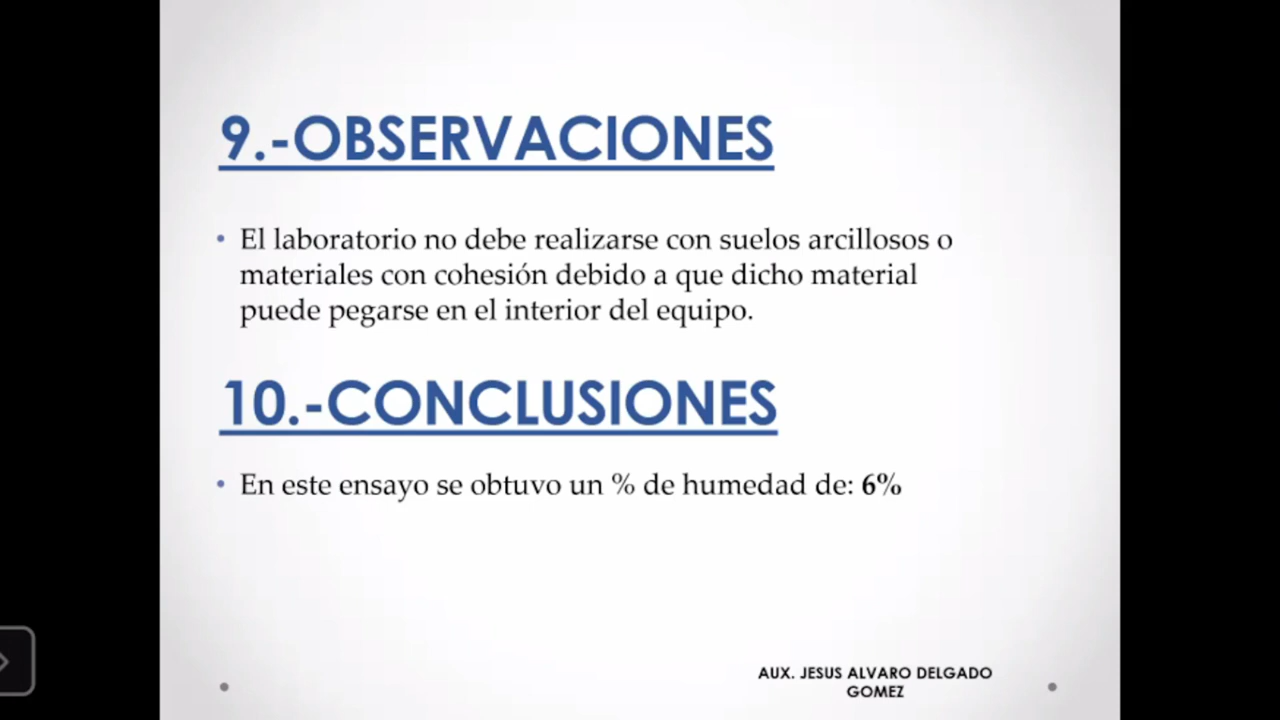 9.-OBSERVACIONES
• El laboratorio no debe realizarse con suelos arcillosos o
materiales con cohesión debido a que dicho material
puede pegarse en el interior del equipo.
10.-CONCLUSIONES
• En este ensayo se obtuvo un % de humedad de: 6%
AUX. JESUS ALVARO DELGADO
GOMEZ